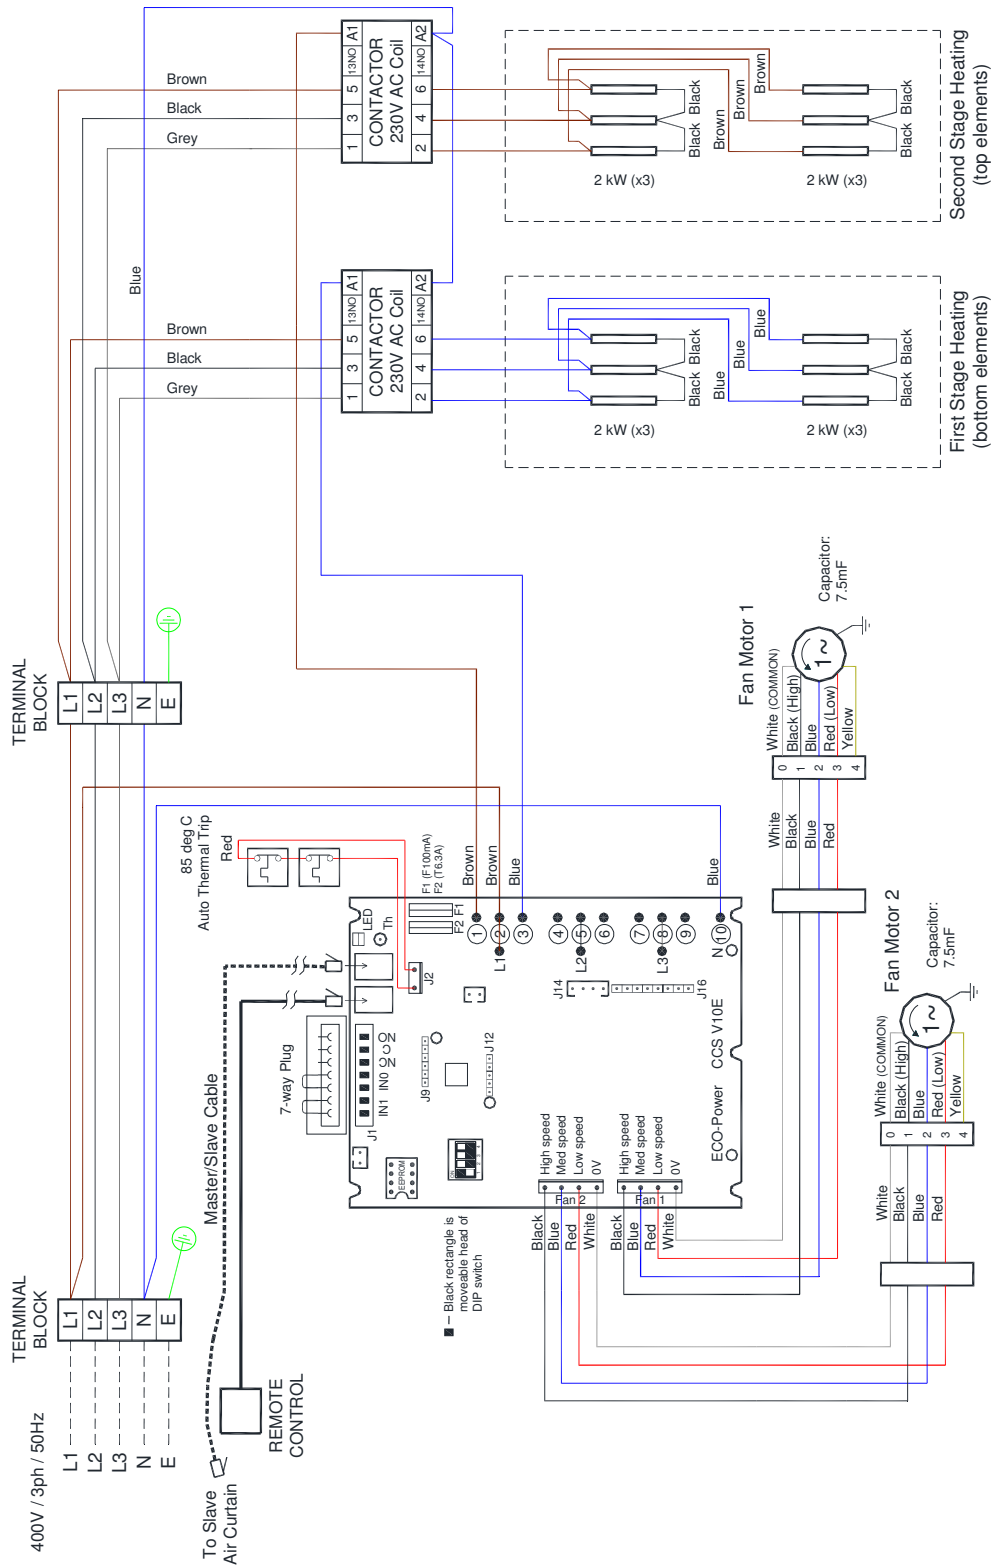 400V / 3ph / 50Hz
L1
L2
L3
N
E
TERMINAL
BLOCK
L1
L2
L3
N
E
To Slave
Air Curtain
REMOTE
CONTROL
Master/Slave Cable
TERMINAL
BLOCK
L1
L2
L3
N
E
85 deg C
Auto Thermal Trip
Red
7-way Plug
J1
IN1
IN0
ON
LED
Th
J2
F2
F1
F1 (F100mA)
F2 (T6.3A)
EEPROM
ON
1 2 3 4
J9
J12
J14
J16
■ – Black rectangle is
moveable head of
DIP switch
High speed
Med speed
Low speed
0V
Fan 2
High speed
Med speed
Low speed
0V
Fan 1
Black
Blue
Red
White
Black
Blue
Red
White
ECO-Power
CCS V10E
L1
L2
L3
N
1
2
3
4
5
6
7
8
9
10
Brown
Brown
Blue
Blue
Fan Motor 2
White
Black
Blue
Red
0
1
2
3
4
White (COMMON)
Black (High)
Blue
Red (Low)
Yellow
1~
Capacitor:
7.5mF
Fan Motor 1
White
Black
Blue
Red
0
1
2
3
4
White (COMMON)
Black (High)
Blue
Red (Low)
Yellow
1~
Capacitor:
7.5mF
Blue
Brown
Black
Grey
1
3
5
13NO
A1
CONTACTOR
230V AC Coil
2
4
6
14NO
A2
2 kW (x3)
Black
Black
Blue
Blue
Blue
2 kW (x3)
Black
Black
First Stage Heating
(bottom elements)
Brown
Black
Grey
1
3
5
13NO
A1
CONTACTOR
230V AC Coil
2
4
6
14NO
A2
2 kW (x3)
Black
Black
Brown
Brown
Brown
2 kW (x3)
Black
Black
Second Stage Heating
(top elements)